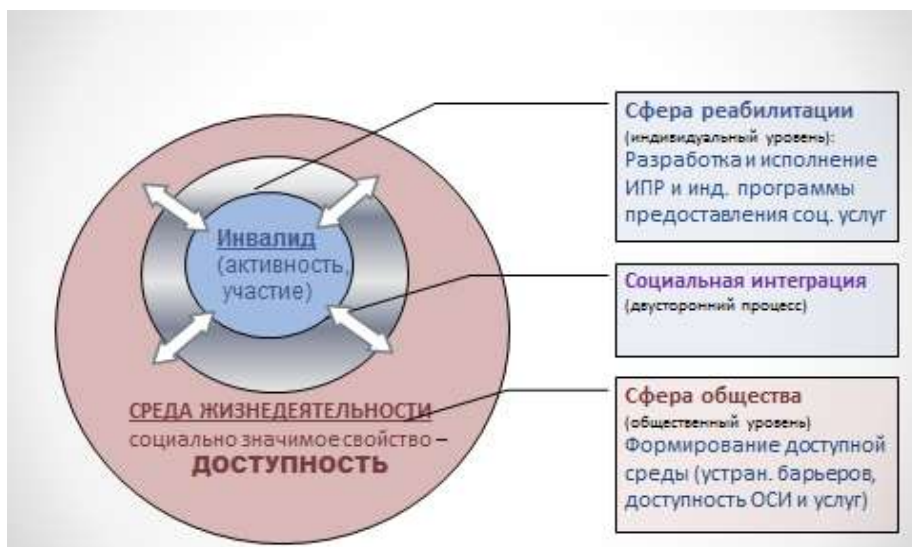 Инвалид
(активность,
участие)
СРЕДА ЖИЗНЕДЕЯТЕЛЬНОСТИ
социально значимое свойство –
ДОСТУПНОСТЬ
Сфера реабилитации
(индивидуальный уровень):
Разработка и исполнение
ИПР и инд. программы
предоставления соц. услуг
Социальная интеграция
(двусторонний процесс)
Сфера общества
(общественный уровень)
Формирование доступной
среды (устран. барьеров,
доступность ОСИ и услуг)